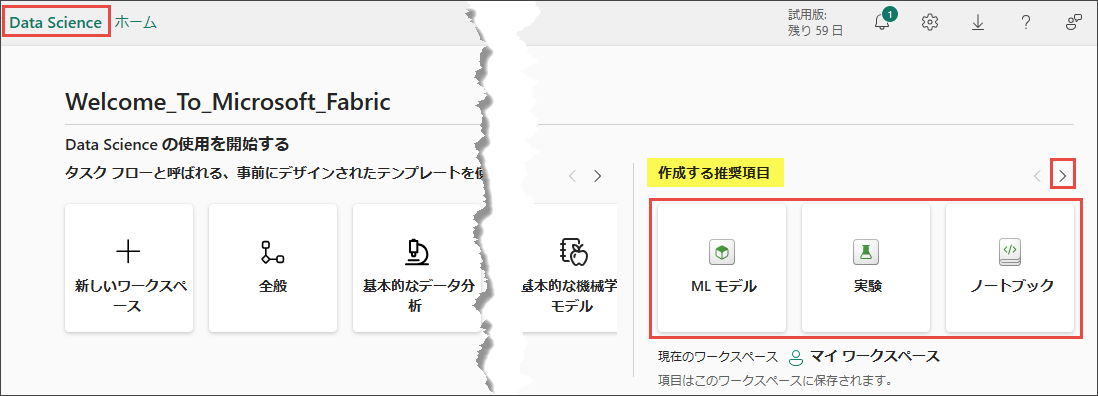 Data Science ホーム
試用版:
残り 59 日
1
Welcome_To_Microsoft_Fabric
Data Science の使用を開始する
タスク フローと呼ばれる、事前にデザインされたテンプレートを使
新しいワークスペ
ース
全般
基本的なデータ分
析
基本的な機械学
モデル
作成する推奨項目
ML モデル
実験
ノートブック
現在のワークスペース マイ ワークスペース
項目はこのワークスペースに保存されます。